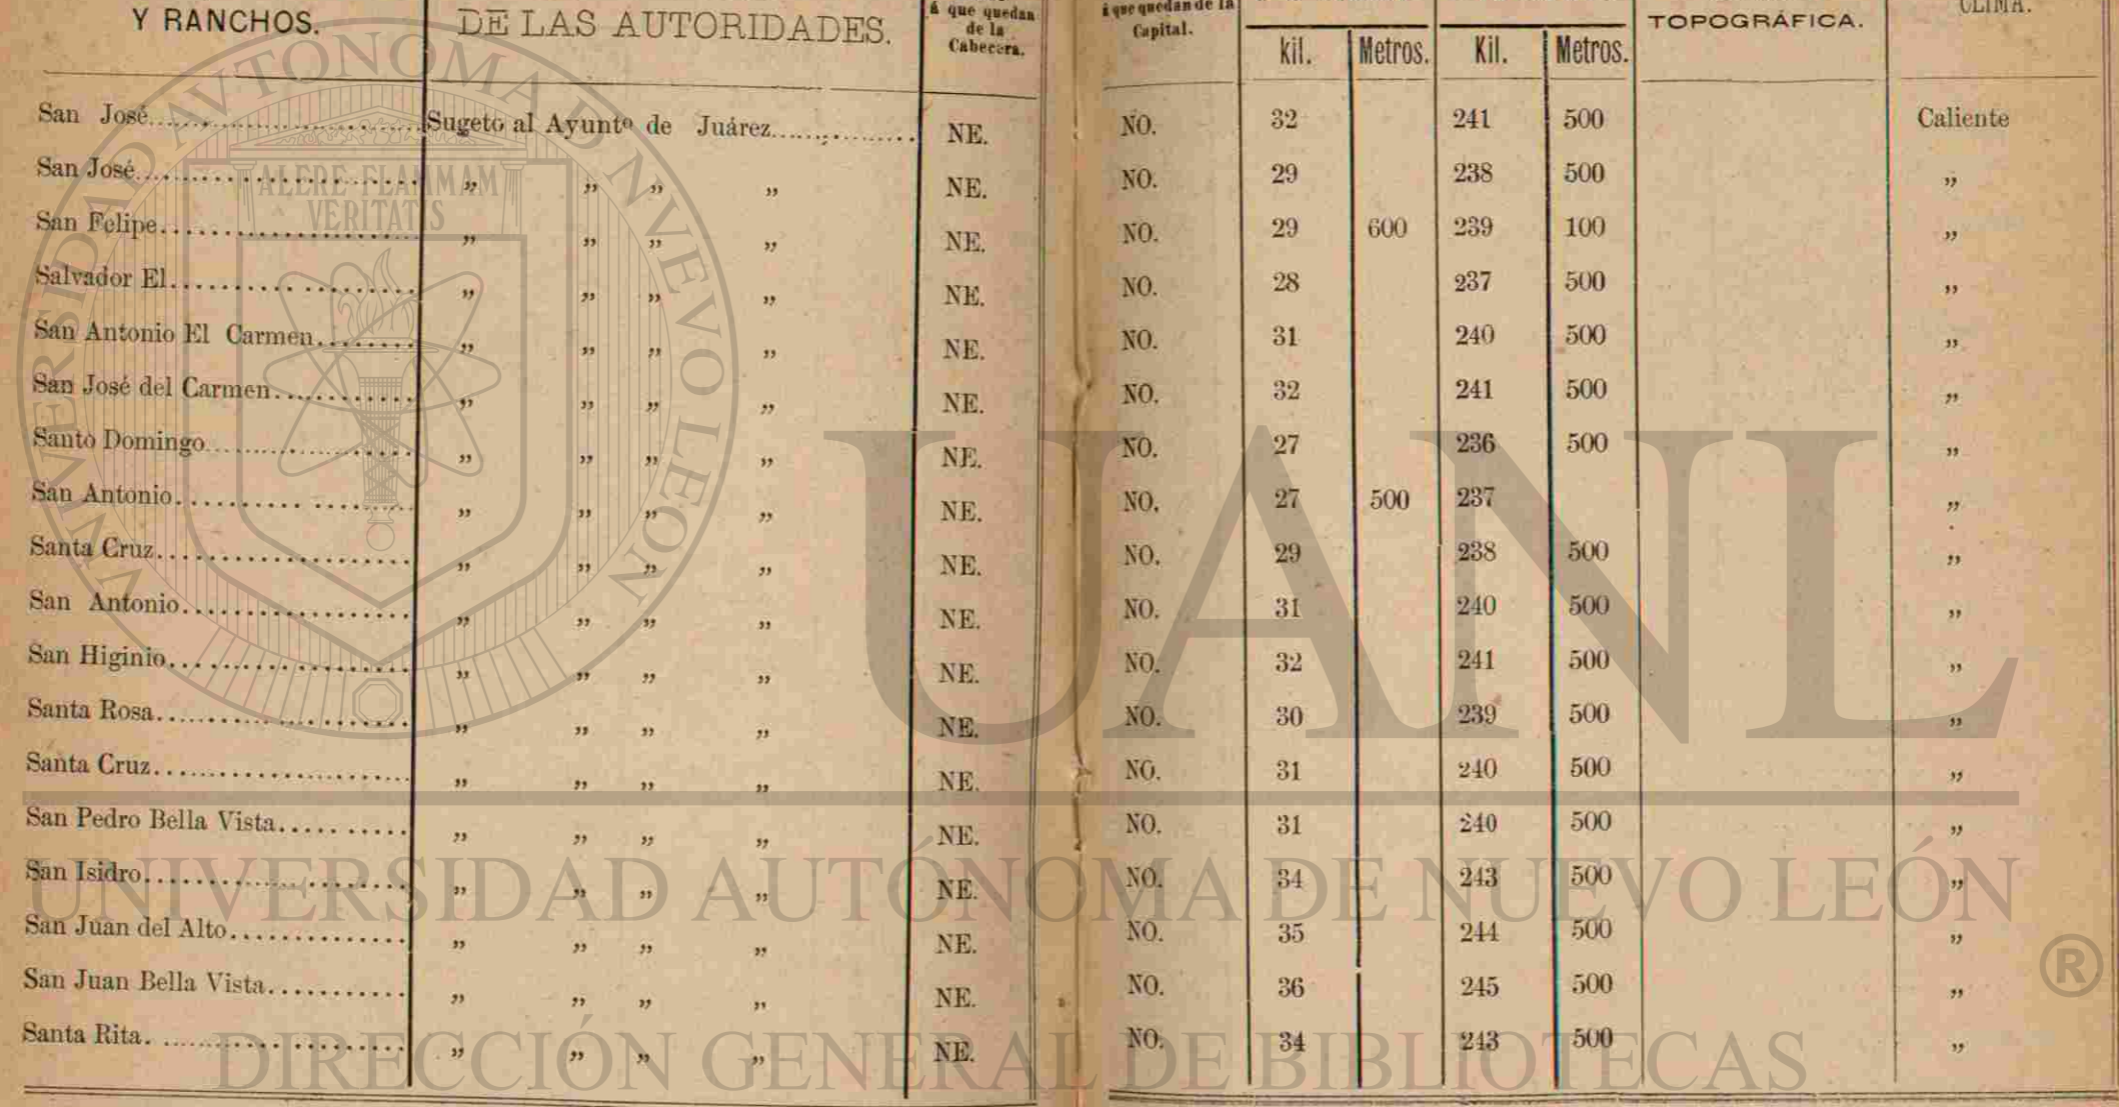 Y RANCHOS. DE LAS AUTORIDADES. á que quedan de la Cabecera. á que quedan de la Capital. kil. Metros. Kil. Metros. TOPOGRÁFICA. CLIMA.
San José Sugeto al Ayunto de Juárez NE. NO. 32 241 500 Caliente
San José „ „ „ „ NE. NO. 29 238 500 „
San Felipe „ „ „ „ NE. NO. 29 600 239 100 „
Salvador El „ „ „ „ NE. NO. 28 237 500 „
San Antonio El Carmen „ „ „ „ NE. NO. 31 240 500 „
San José del Carmen „ „ „ „ NE. NO. 32 241 500 „
Santo Domingo „ „ „ „ NE. NO. 27 236 500 „
San Antonio „ „ „ „ NE. NO. 27 500 237 „
Santa Cruz „ „ „ „ NE. NO. 29 238 500 „
San Antonio „ „ „ „ NE. NO. 31 240 500 „
San Higinio „ „ „ „ NE. NO. 32 241 500 „
Santa Rosa „ „ „ „ NE. NO. 30 239 500 „
Santa Cruz „ „ „ „ NE. NO. 31 240 500 „
San Pedro Bella Vista „ „ „ „ NE. NO. 31 240 500 „
San Isidro „ „ „ „ NE. NO. 34 243 500 „
San Juan del Alto „ „ „ „ NE. NO. 35 244 500 „
San Juan Bella Vista „ „ „ „ NE. NO. 36 245 500 „
Santa Rita „ „ „ „ NE. NO. 34 243 500 „
UNIVERSIDAD AUTONOMA DE NUEVO LEON
ALERE FLAMMAM
VERITATIS
UANL
UNIVERSIDAD AUTÓNOMA DE NUEVO LEÓN
®
DIRECCIÓN GENERAL DE BIBLIOTECAS